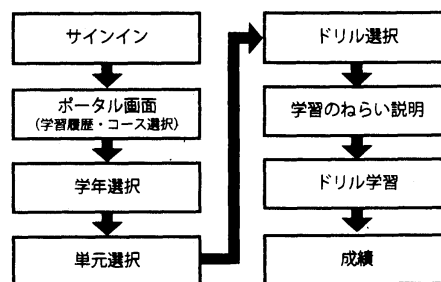 サインイン
ポータル画面
(学習履歴・コース選択)
学年選択
単元選択
ドリル選択
学習のねらい説明
ドリル学習
成績